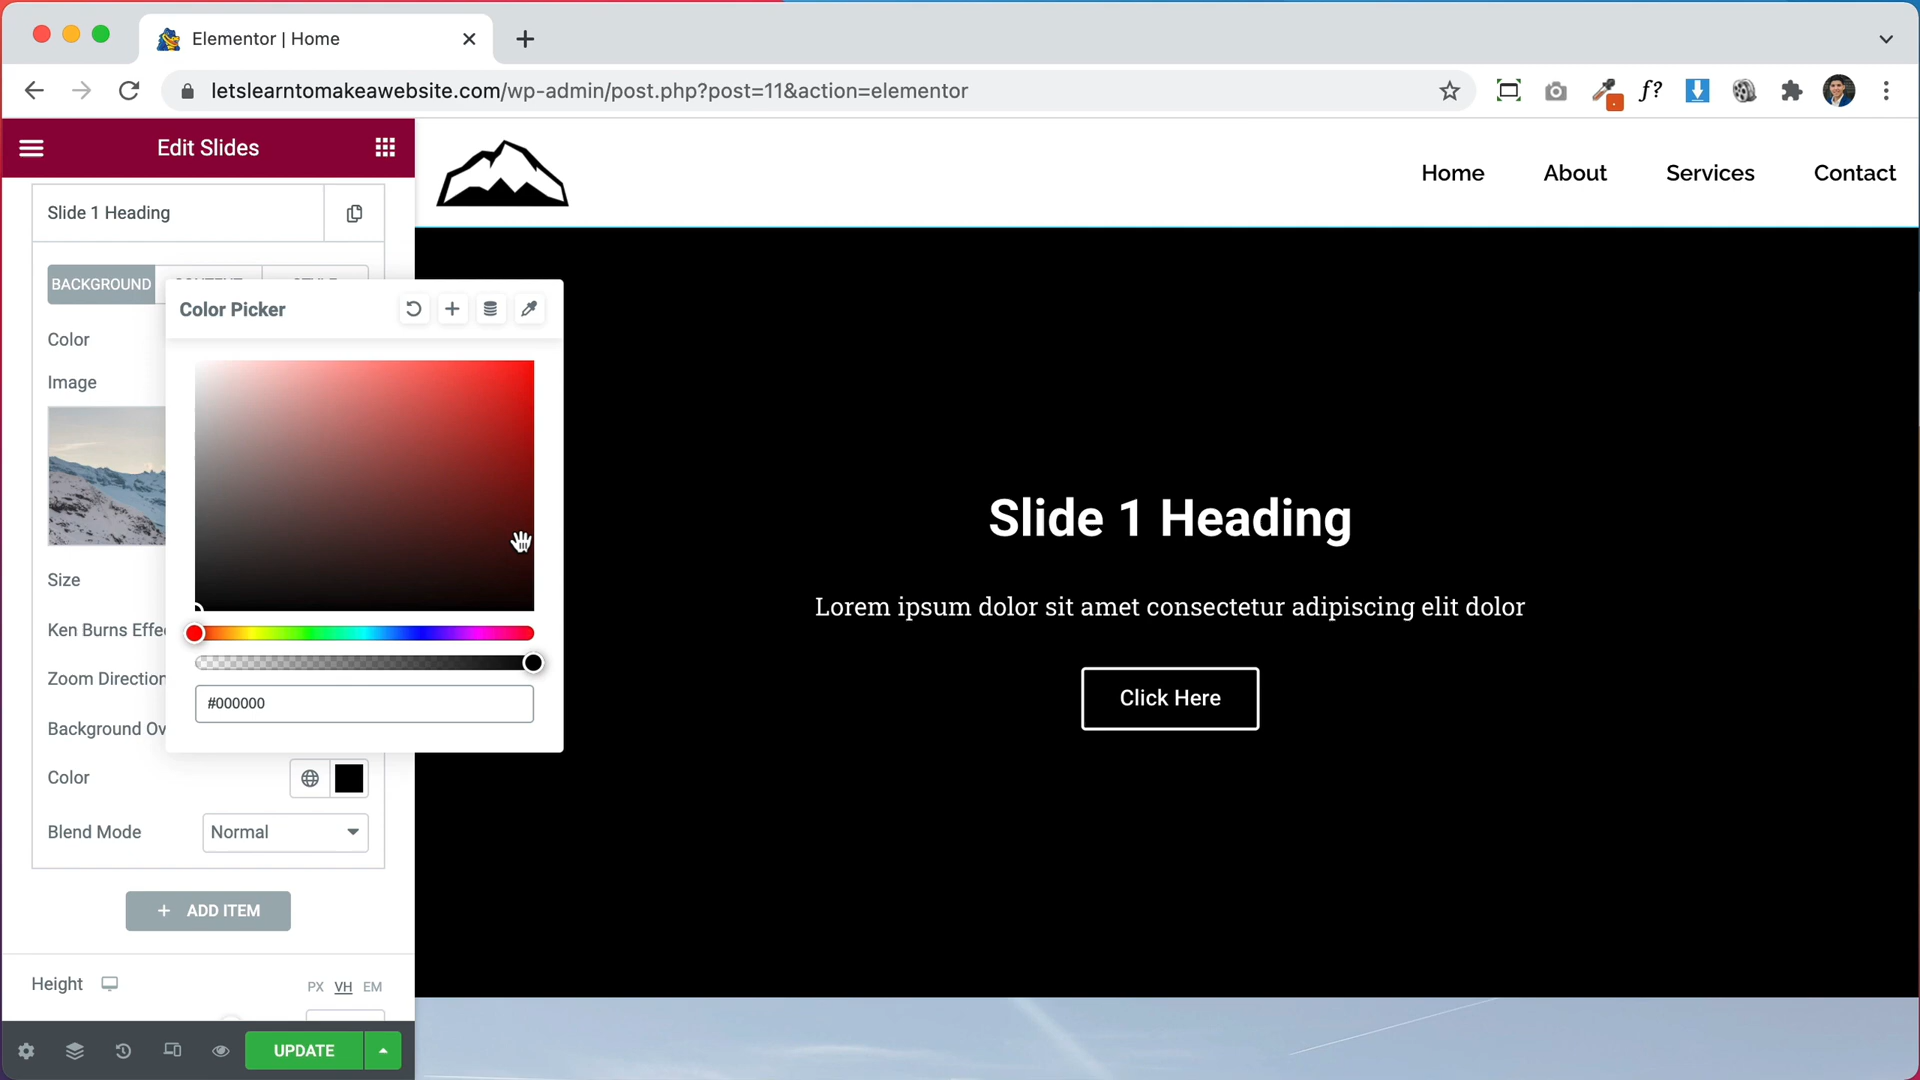 Elementor | Home
letslearntomakeawebsite.com/wp-admin/post.php?post=11&action=elementor
f?
Edit Slides
Home About Services Contact
Slide 1 Heading
BACKGROUND CONTENT STYLE
Color Picker
Color
Image
Size
Ken Burns Effe
Zoom Direction
#000000
Background Ov
Color
Blend Mode Normal
+ ADD ITEM
Height PX VH EM
UPDATE
Slide 1 Heading
Lorem ipsum dolor sit amet consectetur adipiscing elit dolor
Click Here